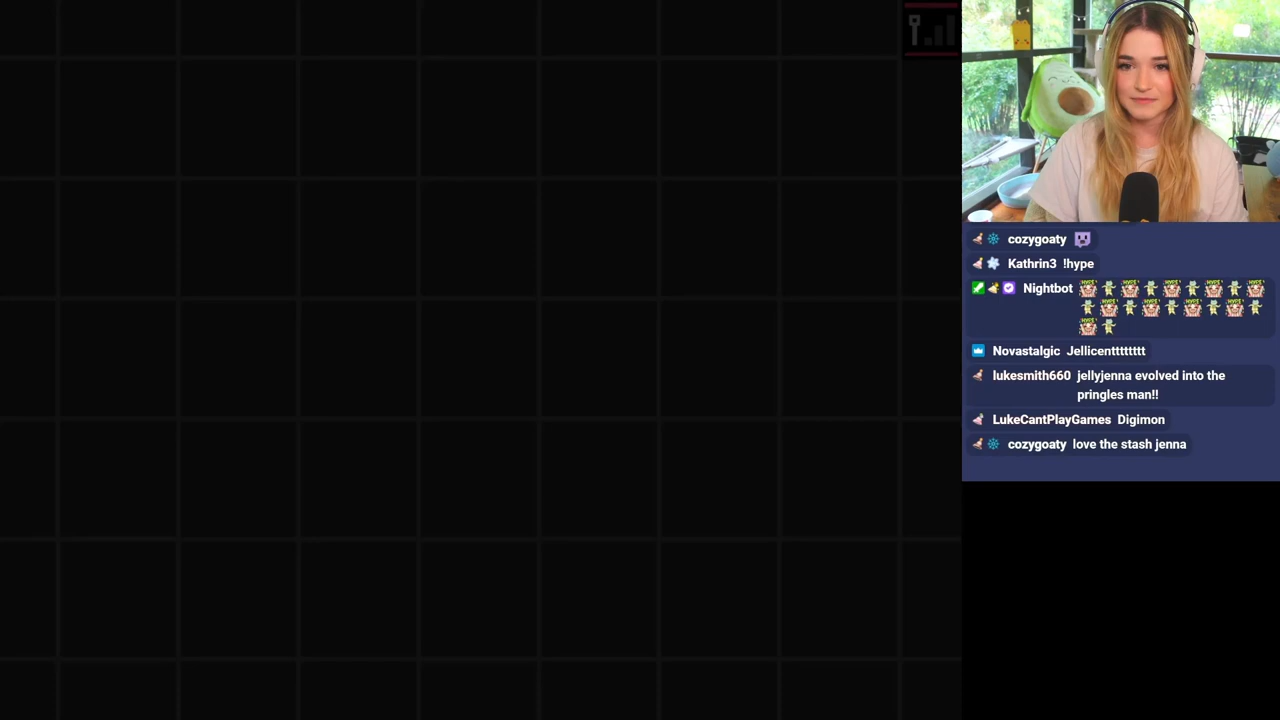 cozygoaty
Kathrin3 !hype
Nightbot
Novastalgic Jellicentttttttt
lukesmith660 jellyjenna evolved into the
pringles man!!
LukeCantPlayGames Digimon
cozygoaty love the stash jenna